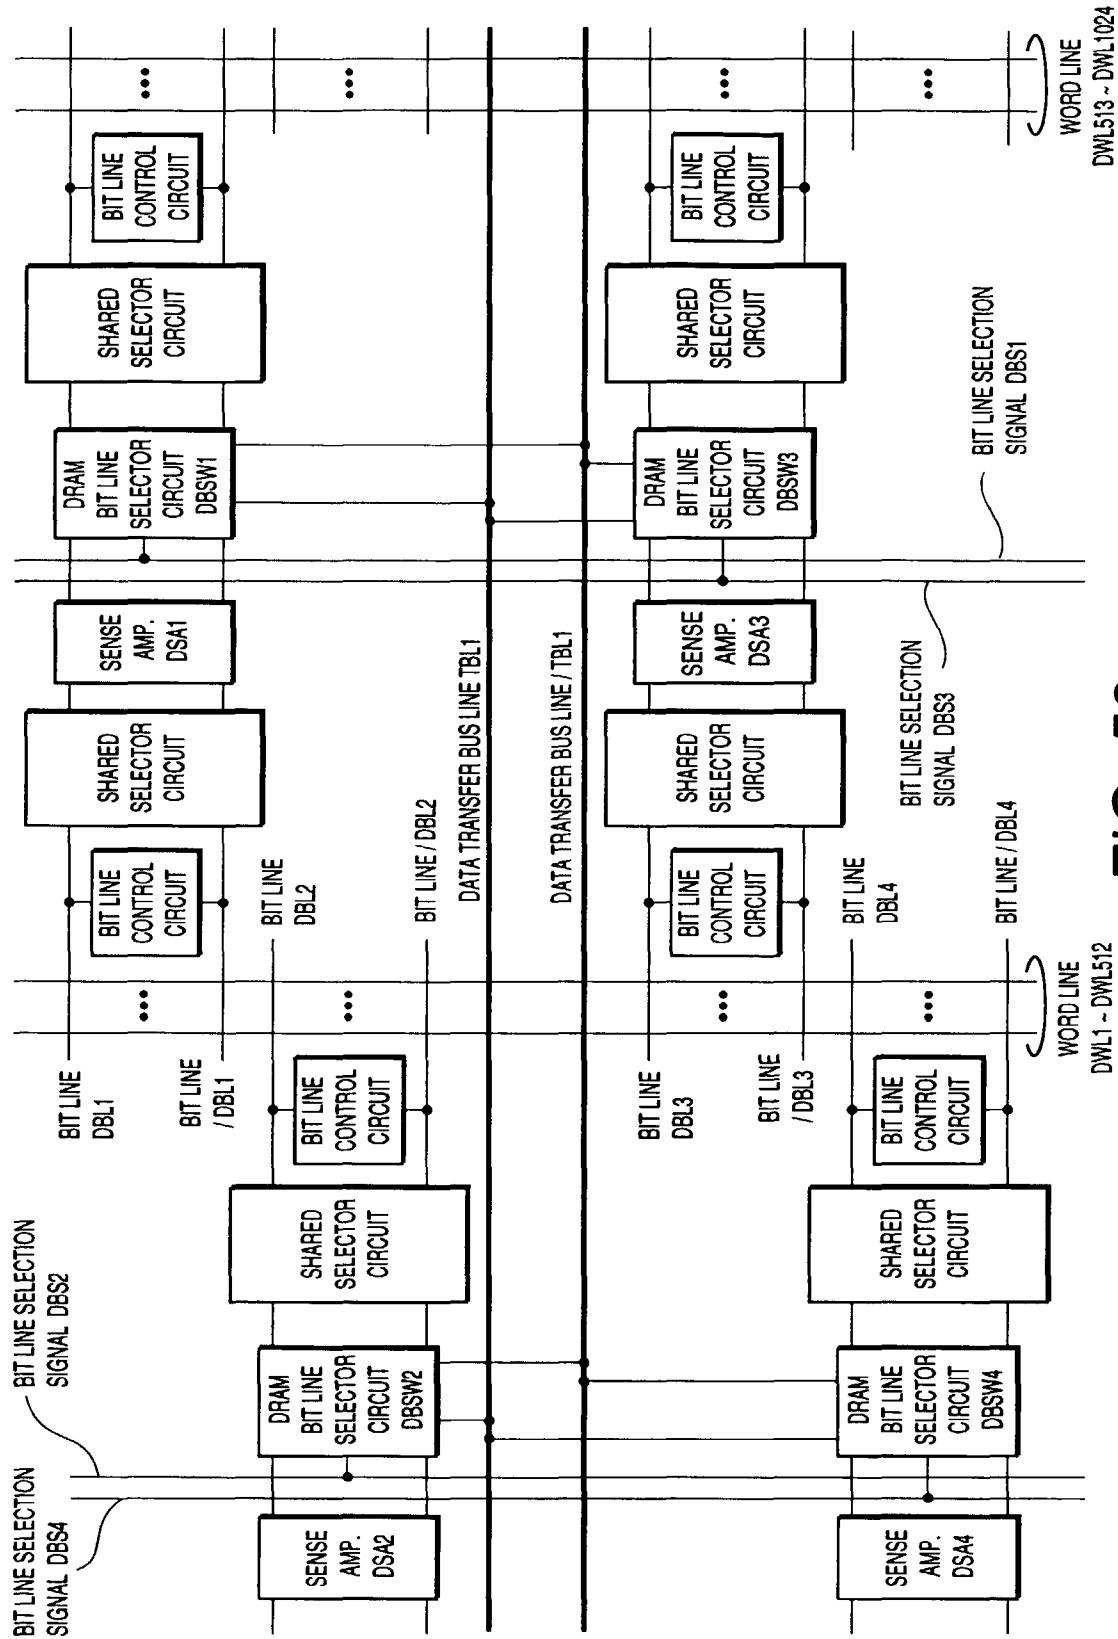 BIT LINE SELECTION
SIGNAL DBS4
BIT LINE SELECTION
SIGNAL DBS2
SENSE
AMP.
DSA2
DRAM
BIT LINE
SELECTOR
CIRCUIT
DBSW2
SHARED
SELECTOR
CIRCUIT
BIT LINE
CONTROL
CIRCUIT
BIT LINE
DBL1
BIT LINE
/ DBL1
BIT LINE
CONTROL
CIRCUIT
SHARED
SELECTOR
CIRCUIT
SENSE
AMP.
DSA1
DRAM
BIT LINE
SELECTOR
CIRCUIT
DBSW1
SHARED
SELECTOR
CIRCUIT
BIT LINE
CONTROL
CIRCUIT
BIT LINE
DBL2
BIT LINE / DBL2
DATA TRANSFER BUS LINE TBL1
DATA TRANSFER BUS LINE / TBL1
SENSE
AMP.
DSA4
DRAM
BIT LINE
SELECTOR
CIRCUIT
DBSW4
SHARED
SELECTOR
CIRCUIT
BIT LINE
CONTROL
CIRCUIT
BIT LINE
DBL3
BIT LINE
/ DBL3
BIT LINE
CONTROL
CIRCUIT
SHARED
SELECTOR
CIRCUIT
SENSE
AMP.
DSA3
DRAM
BIT LINE
SELECTOR
CIRCUIT
DBSW3
SHARED
SELECTOR
CIRCUIT
BIT LINE
CONTROL
CIRCUIT
BIT LINE
DBL4
BIT LINE / DBL4
BIT LINE SELECTION
SIGNAL DBS3
BIT LINE SELECTION
SIGNAL DBS1
WORD LINE
DWL1 ~ DWL512
WORD LINE
DWL513 ~ DWL1024